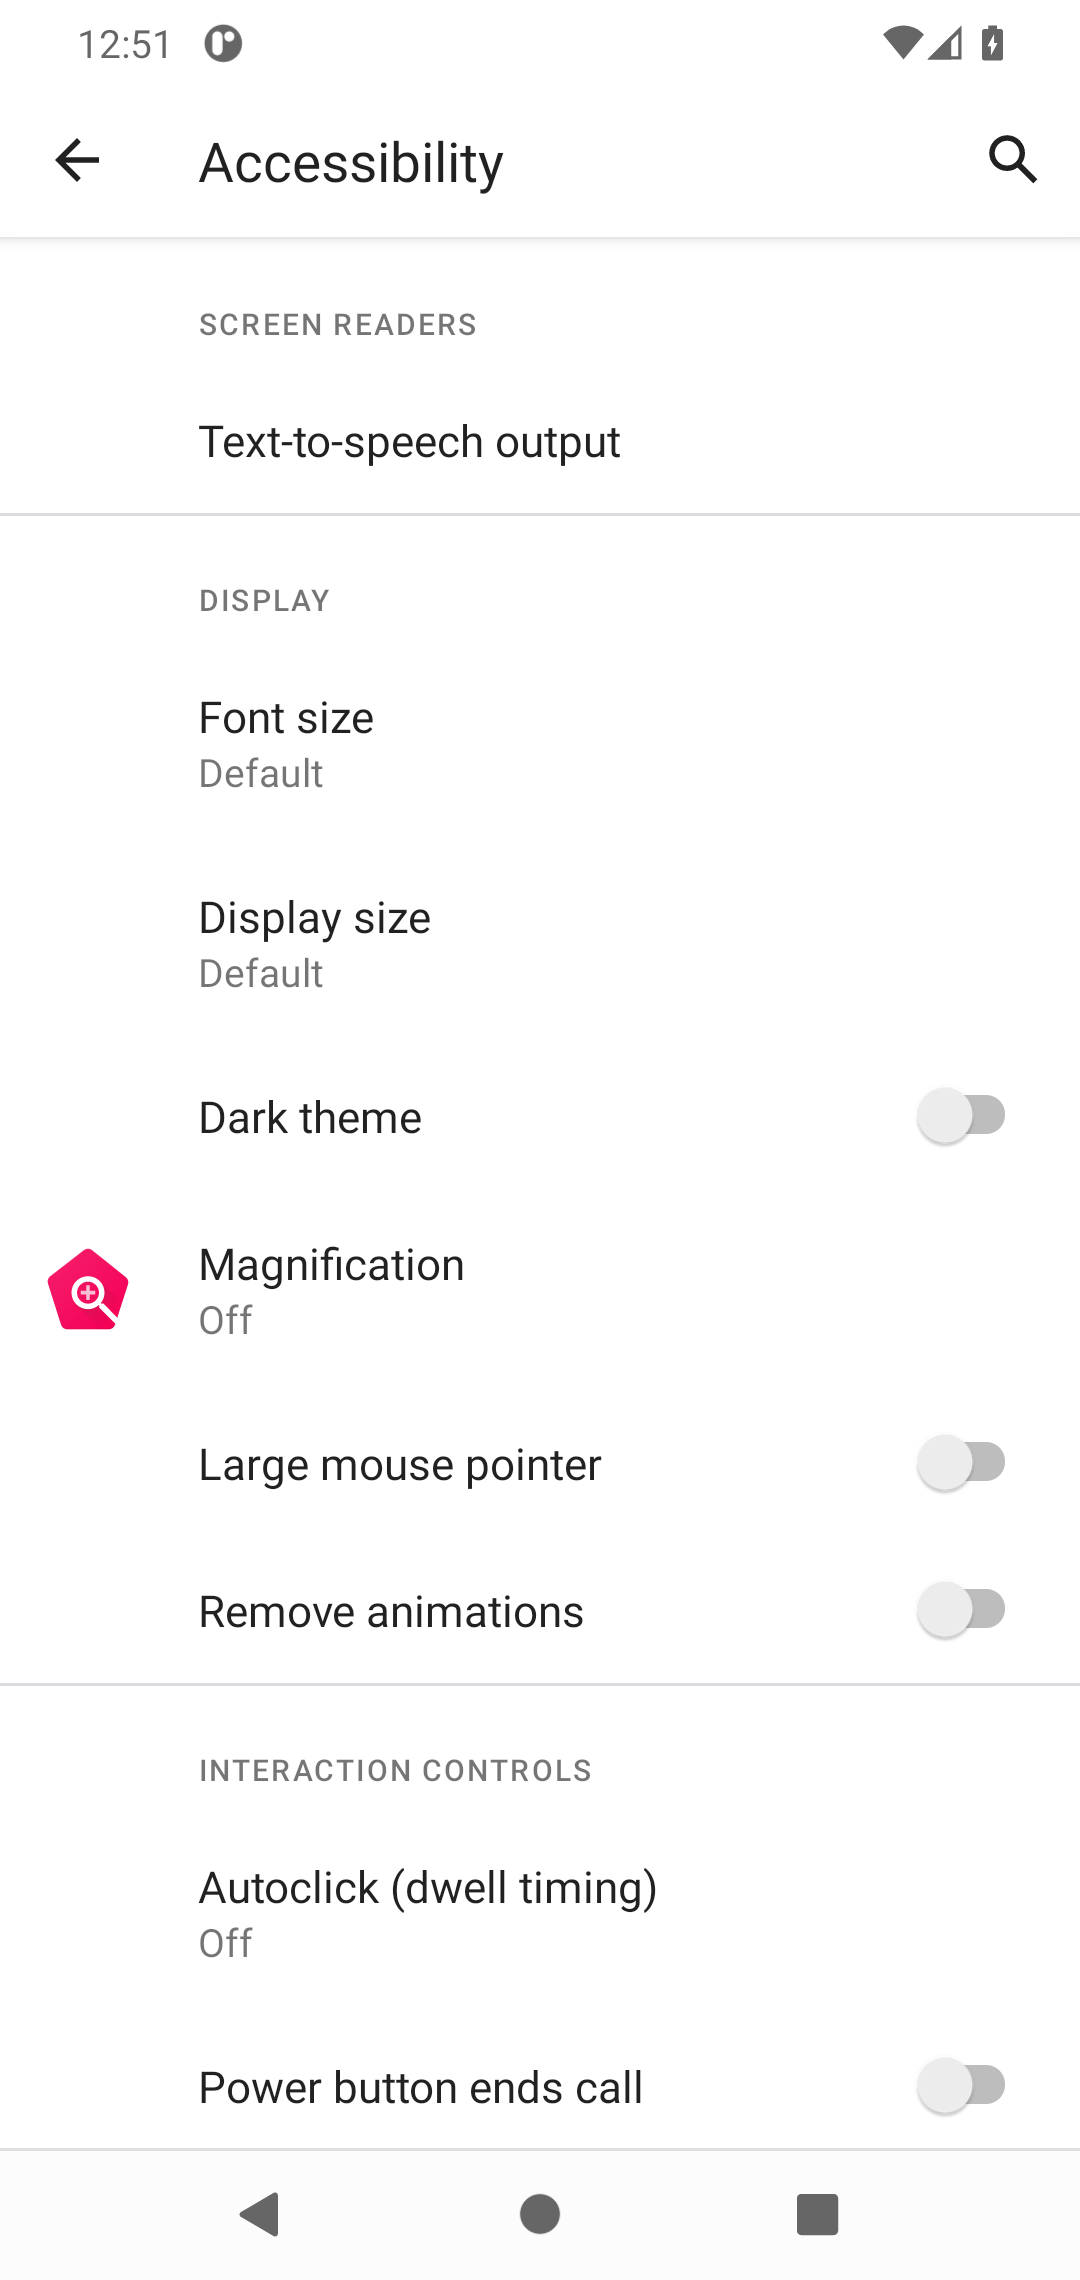 12:51
Accessibility
SCREEN READERS
Text-to-speech output
DISPLAY
Font size
Default
Display size
Default
Dark theme
Magnification
Off
Large mouse pointer
Remove animations
INTERACTION CONTROLS
Autoclick (dwell timing)
Off
Power button ends call